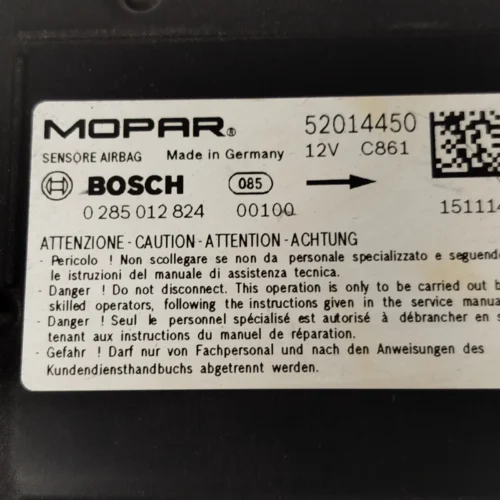 MOPAR® 52014450
SENSORE AIRBAG Made in Germany 12V C861
BOSCH 085
0 285 012 824 00100 151114
ATTENZIONE - CAUTION - ATTENTION - ACHTUNG
- Pericolo ! Non scollegare se non da personale specializzato e seguendo
le istruzioni del manuale di assistenza tecnica.
- Danger ! Do not disconnect. This operation is only to be carried out b
skilled operators, following the instructions given in the service manua
- Danger ! Seul le personnel spécialisé est autorisé à débrancher en s
tenant aux instructions du manuel de réparation.
- Gefahr ! Darf nur von Fachpersonal und nach den Anweisungen des
Kundendiensthandbuchs abgetrennt werden.